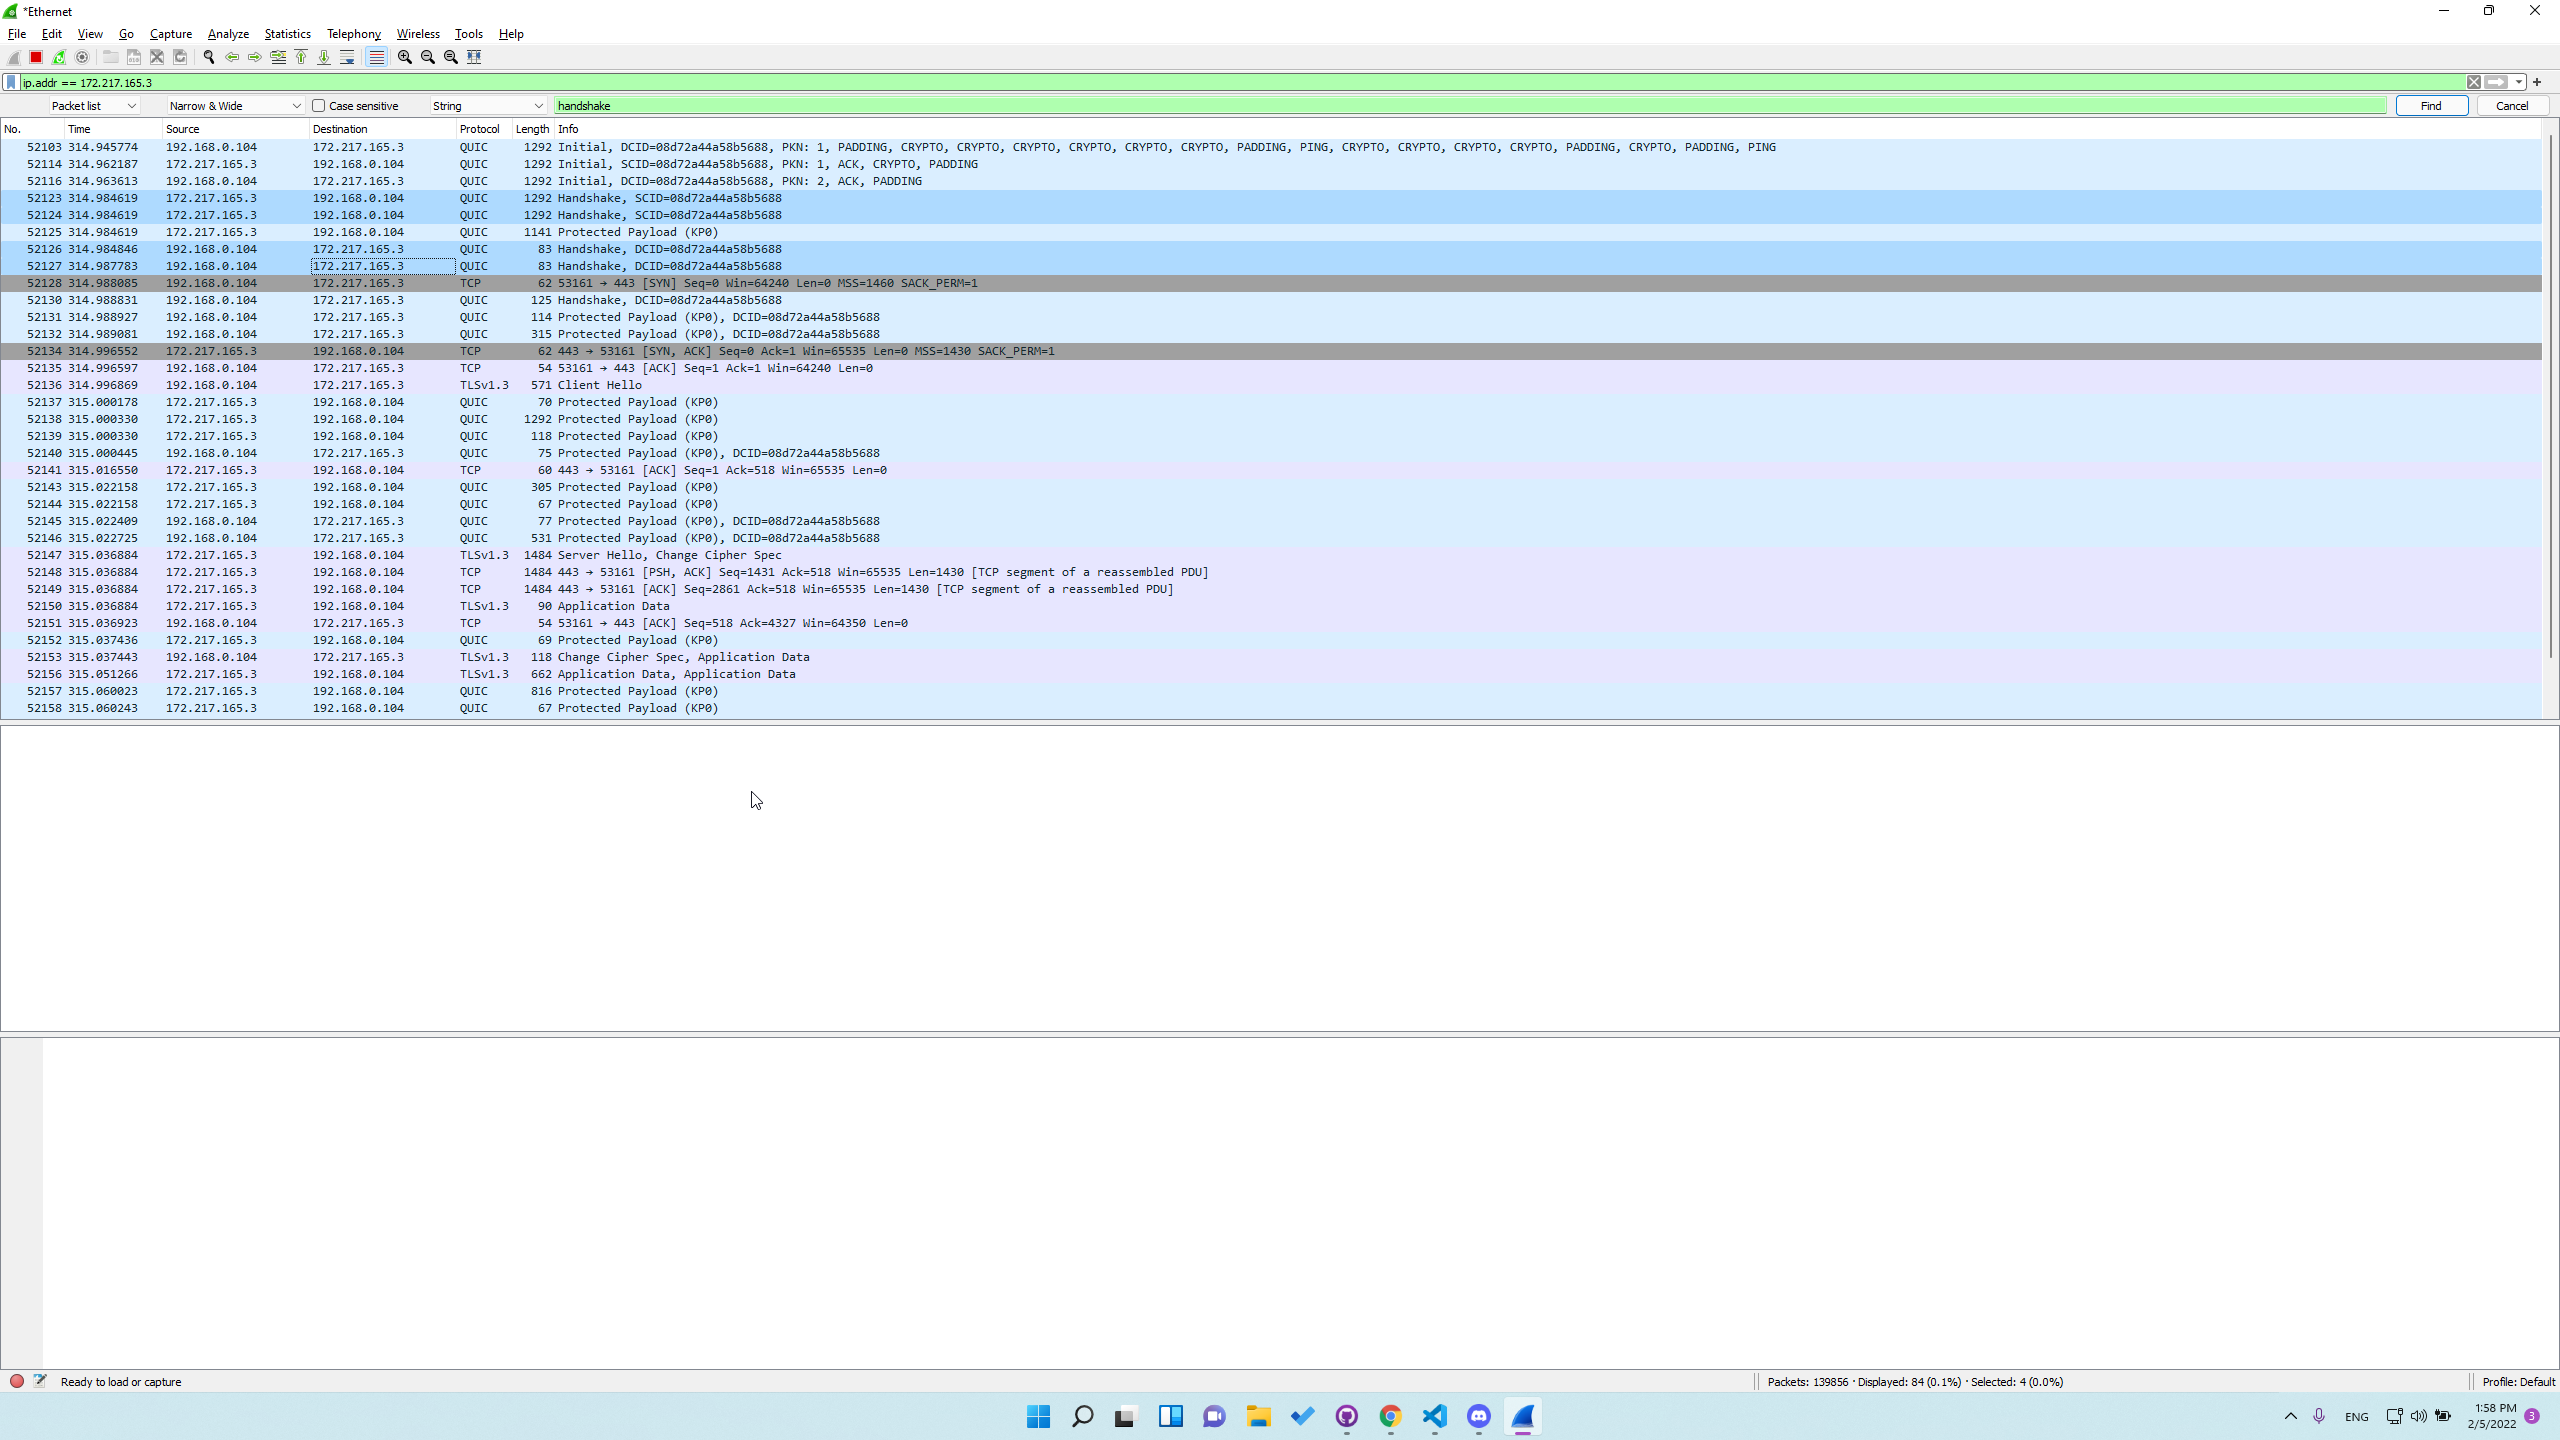 *Ethernet
File Edit View Go Capture Analyze Statistics Telephony Wireless Tools Help
ip.addr == 172.217.165.3
Packet list Narrow & Wide Case sensitive String handshake Find Cancel
No. Time Source Destination Protocol Length Info
52103 314.945774 192.168.0.104 172.217.165.3 QUIC 1292 Initial, DCID=08d72a44a58b5688, PKN: 1, PADDING, CRYPTO, CRYPTO, CRYPTO, CRYPTO, CRYPTO, CRYPTO, PADDING, PING, CRYPTO, CRYPTO, CRYPTO, CRYPTO, PADDING, CRYPTO, PADDING, PING
52114 314.962187 172.217.165.3 192.168.0.104 QUIC 1292 Initial, SCID=08d72a44a58b5688, PKN: 1, ACK, CRYPTO, PADDING
52116 314.963613 192.168.0.104 172.217.165.3 QUIC 1292 Initial, DCID=08d72a44a58b5688, PKN: 2, ACK, PADDING
52123 314.984619 172.217.165.3 192.168.0.104 QUIC 1292 Handshake, SCID=08d72a44a58b5688
52124 314.984619 172.217.165.3 192.168.0.104 QUIC 1292 Handshake, SCID=08d72a44a58b5688
52125 314.984619 172.217.165.3 192.168.0.104 QUIC 1141 Protected Payload (KP0)
52126 314.984846 192.168.0.104 172.217.165.3 QUIC 83 Handshake, DCID=08d72a44a58b5688
52127 314.987783 192.168.0.104 172.217.165.3 QUIC 83 Handshake, DCID=08d72a44a58b5688
52128 314.988085 192.168.0.104 172.217.165.3 TCP 62 53161 → 443 [SYN] Seq=0 Win=64240 Len=0 MSS=1460 SACK_PERM=1
52130 314.988831 192.168.0.104 172.217.165.3 QUIC 125 Handshake, DCID=08d72a44a58b5688
52131 314.988927 192.168.0.104 172.217.165.3 QUIC 114 Protected Payload (KP0), DCID=08d72a44a58b5688
52132 314.989081 192.168.0.104 172.217.165.3 QUIC 315 Protected Payload (KP0), DCID=08d72a44a58b5688
52134 314.996552 172.217.165.3 192.168.0.104 TCP 62 443 → 53161 [SYN, ACK] Seq=0 Ack=1 Win=65535 Len=0 MSS=1430 SACK_PERM=1
52135 314.996597 192.168.0.104 172.217.165.3 TCP 54 53161 → 443 [ACK] Seq=1 Ack=1 Win=64240 Len=0
52136 314.996869 192.168.0.104 172.217.165.3 TLSv1.3 571 Client Hello
52137 315.000178 172.217.165.3 192.168.0.104 QUIC 70 Protected Payload (KP0)
52138 315.000330 172.217.165.3 192.168.0.104 QUIC 1292 Protected Payload (KP0)
52139 315.000330 172.217.165.3 192.168.0.104 QUIC 118 Protected Payload (KP0)
52140 315.000445 192.168.0.104 172.217.165.3 QUIC 75 Protected Payload (KP0), DCID=08d72a44a58b5688
52141 315.016550 172.217.165.3 192.168.0.104 TCP 60 443 → 53161 [ACK] Seq=1 Ack=518 Win=65535 Len=0
52143 315.022158 172.217.165.3 192.168.0.104 QUIC 305 Protected Payload (KP0)
52144 315.022158 172.217.165.3 192.168.0.104 QUIC 67 Protected Payload (KP0)
52145 315.022409 192.168.0.104 172.217.165.3 QUIC 77 Protected Payload (KP0), DCID=08d72a44a58b5688
52146 315.022725 192.168.0.104 172.217.165.3 QUIC 531 Protected Payload (KP0), DCID=08d72a44a58b5688
52147 315.036884 172.217.165.3 192.168.0.104 TLSv1.3 1484 Server Hello, Change Cipher Spec
52148 315.036884 172.217.165.3 192.168.0.104 TCP 1484 443 → 53161 [PSH, ACK] Seq=1431 Ack=518 Win=65535 Len=1430 [TCP segment of a reassembled PDU]
52149 315.036884 172.217.165.3 192.168.0.104 TCP 1484 443 → 53161 [ACK] Seq=2861 Ack=518 Win=65535 Len=1430 [TCP segment of a reassembled PDU]
52150 315.036884 172.217.165.3 192.168.0.104 TLSv1.3 90 Application Data
52151 315.036923 192.168.0.104 172.217.165.3 TCP 54 53161 → 443 [ACK] Seq=518 Ack=4327 Win=64350 Len=0
52152 315.037436 172.217.165.3 192.168.0.104 QUIC 69 Protected Payload (KP0)
52153 315.037443 192.168.0.104 172.217.165.3 TLSv1.3 118 Change Cipher Spec, Application Data
52156 315.051266 172.217.165.3 192.168.0.104 TLSv1.3 662 Application Data, Application Data
52157 315.060023 172.217.165.3 192.168.0.104 QUIC 816 Protected Payload (KP0)
52158 315.060243 172.217.165.3 192.168.0.104 QUIC 67 Protected Payload (KP0)
Ready to load or capture Packets: 139856 · Displayed: 84 (0.1%) · Selected: 4 (0.0%) Profile: Default
ENG 1:58 PM 3
2/5/2022